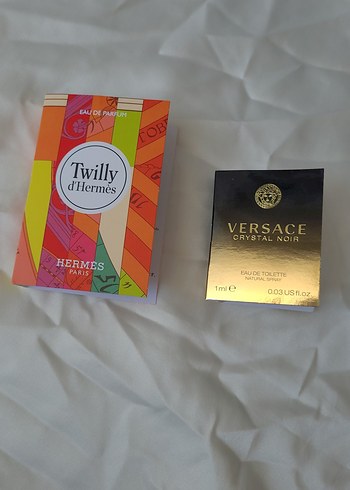 EAU DE PARFUM
Twilly
d'Hermès
HERMÈS
PARIS
VERSACE
CRYSTAL NOIR
EAU DE TOILETTE
NATURAL SPRAY
1ml ℮ 0.03 US fl.oz